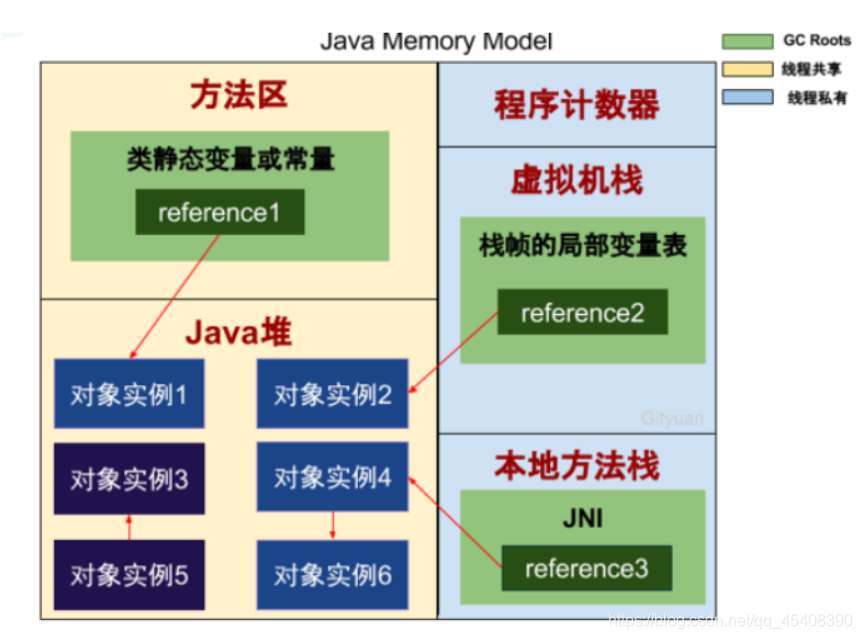 Java Memory Model
GC Roots
线程共享
线程私有
方法区
类静态变量或常量
reference1
程序计数器
虚拟机栈
栈帧的局部变量表
reference2
Gityuan
Java堆
对象实例1
对象实例2
对象实例3
对象实例4
对象实例5
对象实例6
本地方法栈
JNI
reference3
https://blog.csdn.net/qq_45408390